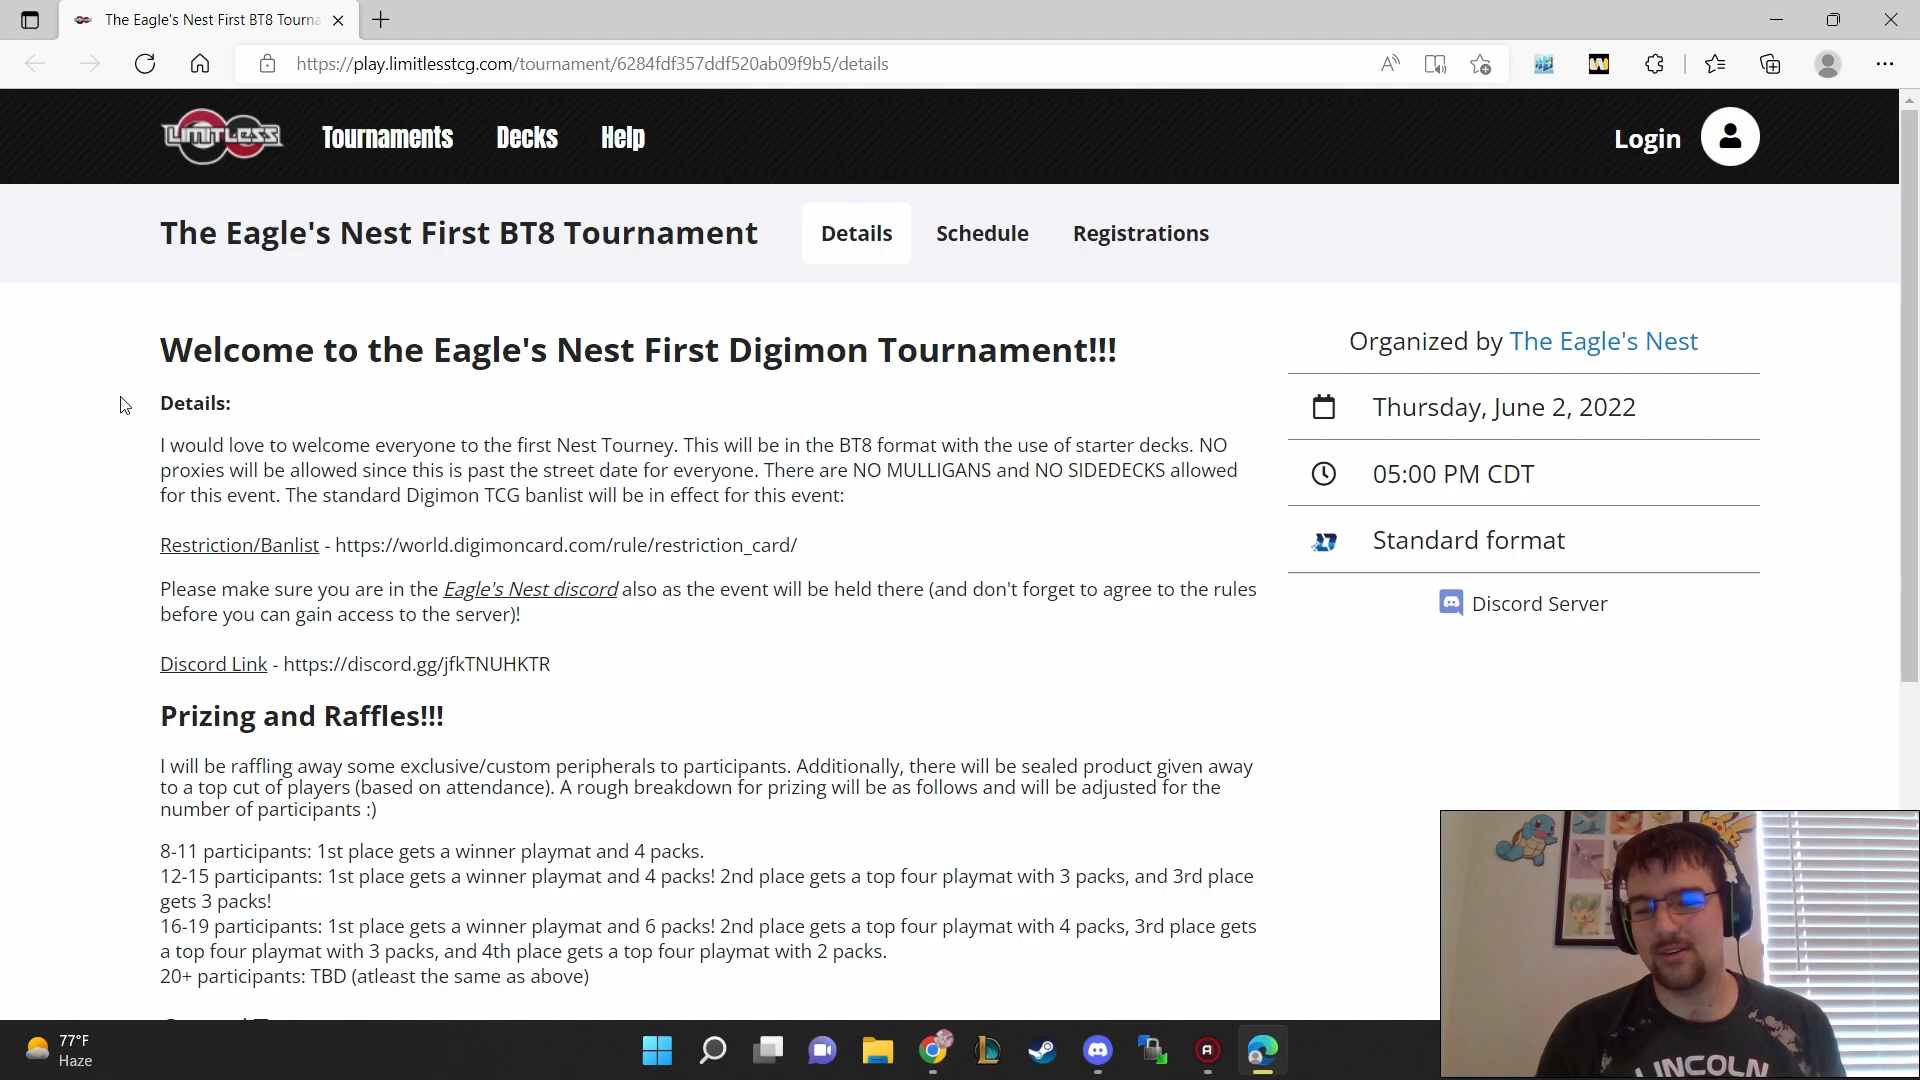 The Eagle's Nest First BT8 Tourna
https://play.limitlesstcg.com/tournament/6284fdf357ddf520ab09f9b5/details
LIMITLESS
Tournaments
Decks
Help
Login
The Eagle's Nest First BT8 Tournament
Details
Schedule
Registrations
Welcome to the Eagle's Nest First Digimon Tournament!!!
Details:
I would love to welcome everyone to the first Nest Tourney. This will be in the BT8 format with the use of starter decks. NO
proxies will be allowed since this is past the street date for everyone. There are NO MULLIGANS and NO SIDEDECKS allowed
for this event. The standard Digimon TCG banlist will be in effect for this event:
Restriction/Banlist - https://world.digimoncard.com/rule/restriction_card/
Please make sure you are in the Eagle's Nest discord also as the event will be held there (and don't forget to agree to the rules
before you can gain access to the server)!
Discord Link - https://discord.gg/jfkTNUHKTR
Prizing and Raffles!!!
I will be raffling away some exclusive/custom peripherals to participants. Additionally, there will be sealed product given away
to a top cut of players (based on attendance). A rough breakdown for prizing will be as follows and will be adjusted for the
number of participants :)
8-11 participants: 1st place gets a winner playmat and 4 packs.
12-15 participants: 1st place gets a winner playmat and 4 packs! 2nd place gets a top four playmat with 3 packs, and 3rd place
gets 3 packs!
16-19 participants: 1st place gets a winner playmat and 6 packs! 2nd place gets a top four playmat with 4 packs, 3rd place gets
a top four playmat with 3 packs, and 4th place gets a top four playmat with 2 packs.
20+ participants: TBD (atleast the same as above)
Organized by The Eagle's Nest
Thursday, June 2, 2022
05:00 PM CDT
Standard format
Discord Server
LINCOLN
77°F
Haze